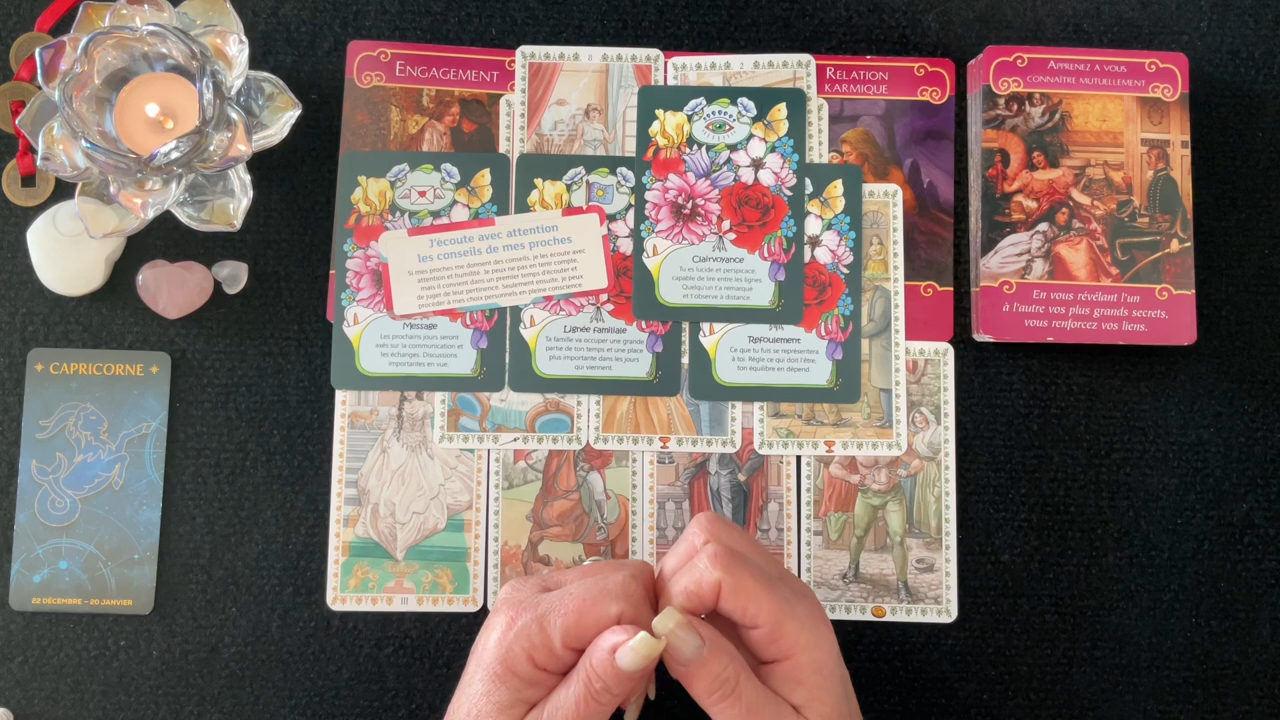 ENGAGEMENT
8
2
RELATION
KARMIQUE
APPRENEZ À VOUS
CONNAÎTRE MUTUELLEMENT
En vous révélant l'un
à l'autre vos plus grands secrets,
vous renforcez vos liens.
J'écoute avec attention
les conseils de mes proches
Si mes proches me donnent des conseils, je les écoute avec
attention et humilité. Je peux ne pas en tenir compte,
mais il convient dans un premier temps d'écouter et
de juger de leur pertinence. Seulement ensuite, je peux
procéder à mes choix personnels en pleine conscience.
Clairvoyance
Tu es lucide et perspicace,
capable de lire entre les lignes.
Quelqu'un t'a remarqué
et t'observe à distance.
Message
Les prochains jours seront
axés sur la communication et
les échanges. Discussions
importantes en vue.
Lignée familiale
Ta famille va occuper une grande
partie de ton temps et une place
plus importante dans les jours
qui viennent.
Refoulement
Ce que tu fuis se représentera
à toi. Règle ce qui doit l'être,
ton équilibre en dépend.
CAPRICORNE
22 DÉCEMBRE – 20 JANVIER
III